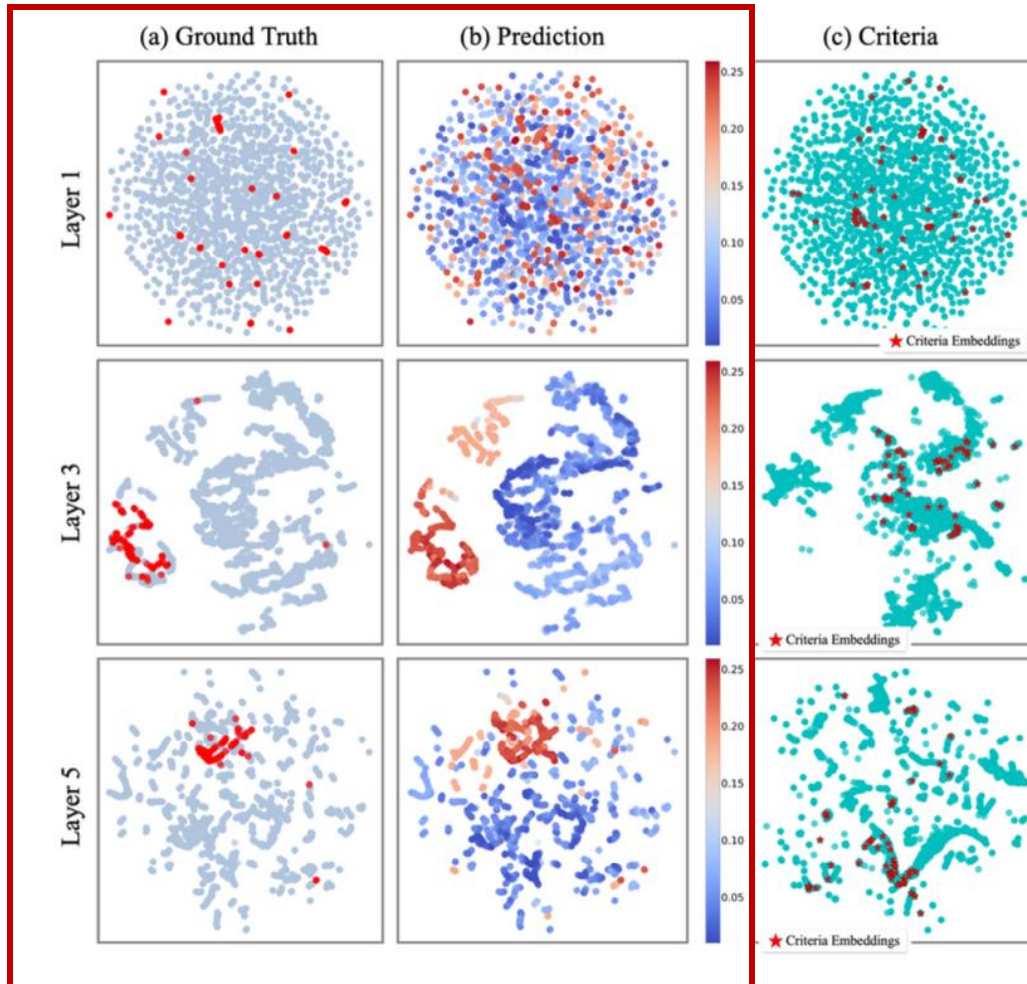 (a) Ground Truth
(b) Prediction
(c) Criteria
Layer 1
0.25
0.20
0.15
0.10
0.05
★ Criteria Embeddings
Layer 3
0.25
0.20
0.15
0.10
0.05
★ Criteria Embeddings
Layer 5
0.25
0.20
0.15
0.10
0.05
★ Criteria Embeddings